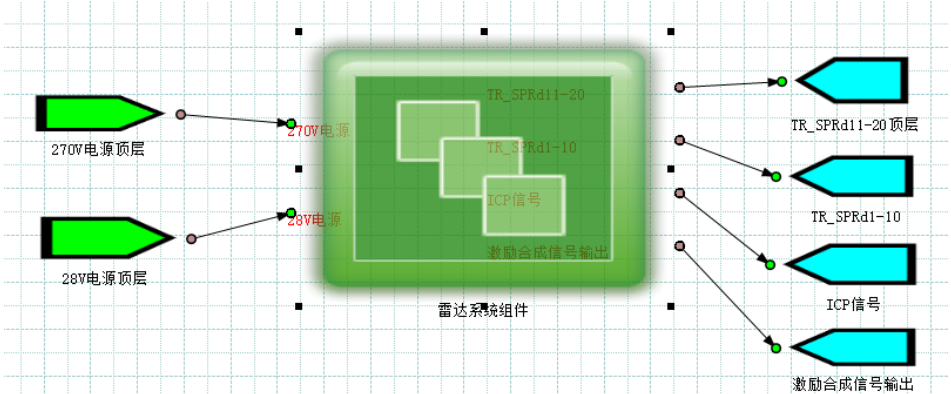 270V电源顶层
28V电源顶层
270V电源
28V电源
TR_SPRd11-20
TR_SPRd1-10
ICP信号
激励合成信号输出
雷达系统组件
TR_SPRd11-20顶层
TR_SPRd1-10
ICP信号
激励合成信号输出